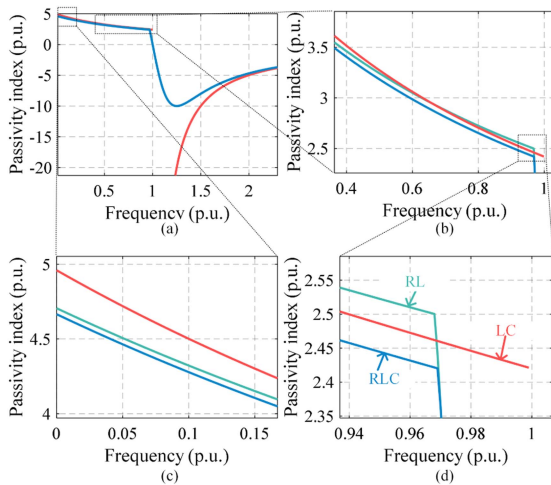 Passivity index (p.u.)
5
0
-5
-10
-15
-20
0
1
1.5
2
Frequencv (p.u.)
(a)
Passivity index (p.u.)
3.5
3
2.5
0.4
0.6
0.8
1
Frequency (p.u.)
(b)
Passivity index (p.u.)
5
4.5
4
0
0.05
0.1
0.15
Frequency (p.u.)
(c)
Passivity index (p.u.)
2.55
2.5
2.45
2.4
2.35
0.94
0.96
0.98
1
RL
LC
RLC
Frequency (p.u.)
(d)